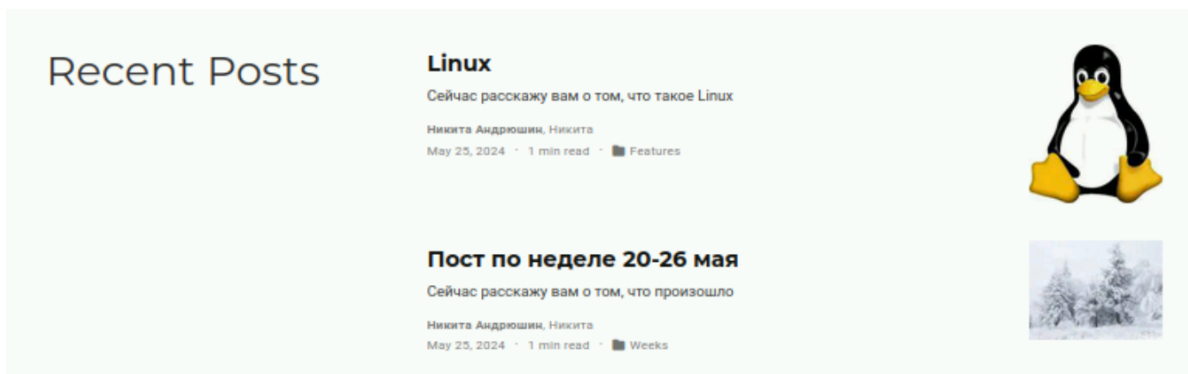 Recent Posts
Linux
Сейчас расскажу вам о том, что такое Linux
Никита Андрюшин, Никита
May 25, 2024 · 1 min read · Features
Пост по неделе 20-26 мая
Сейчас расскажу вам о том, что произошло
Никита Андрюшин, Никита
May 25, 2024 · 1 min read · Weeks